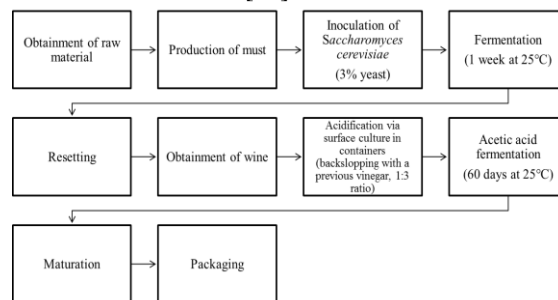 Obtainment of raw
material
Production of must
Inoculation of
Saccharomyces
cerevisiae
(3% yeast)
Fermentation
(1 week at 25℃)
Resetting
Obtainment of wine
Acidification via
surface culture in
containers
(backslopping with a
previous vinegar, 1:3
ratio)
Acetic acid
fermentation
(60 days at 25℃)
Maturation
Packaging